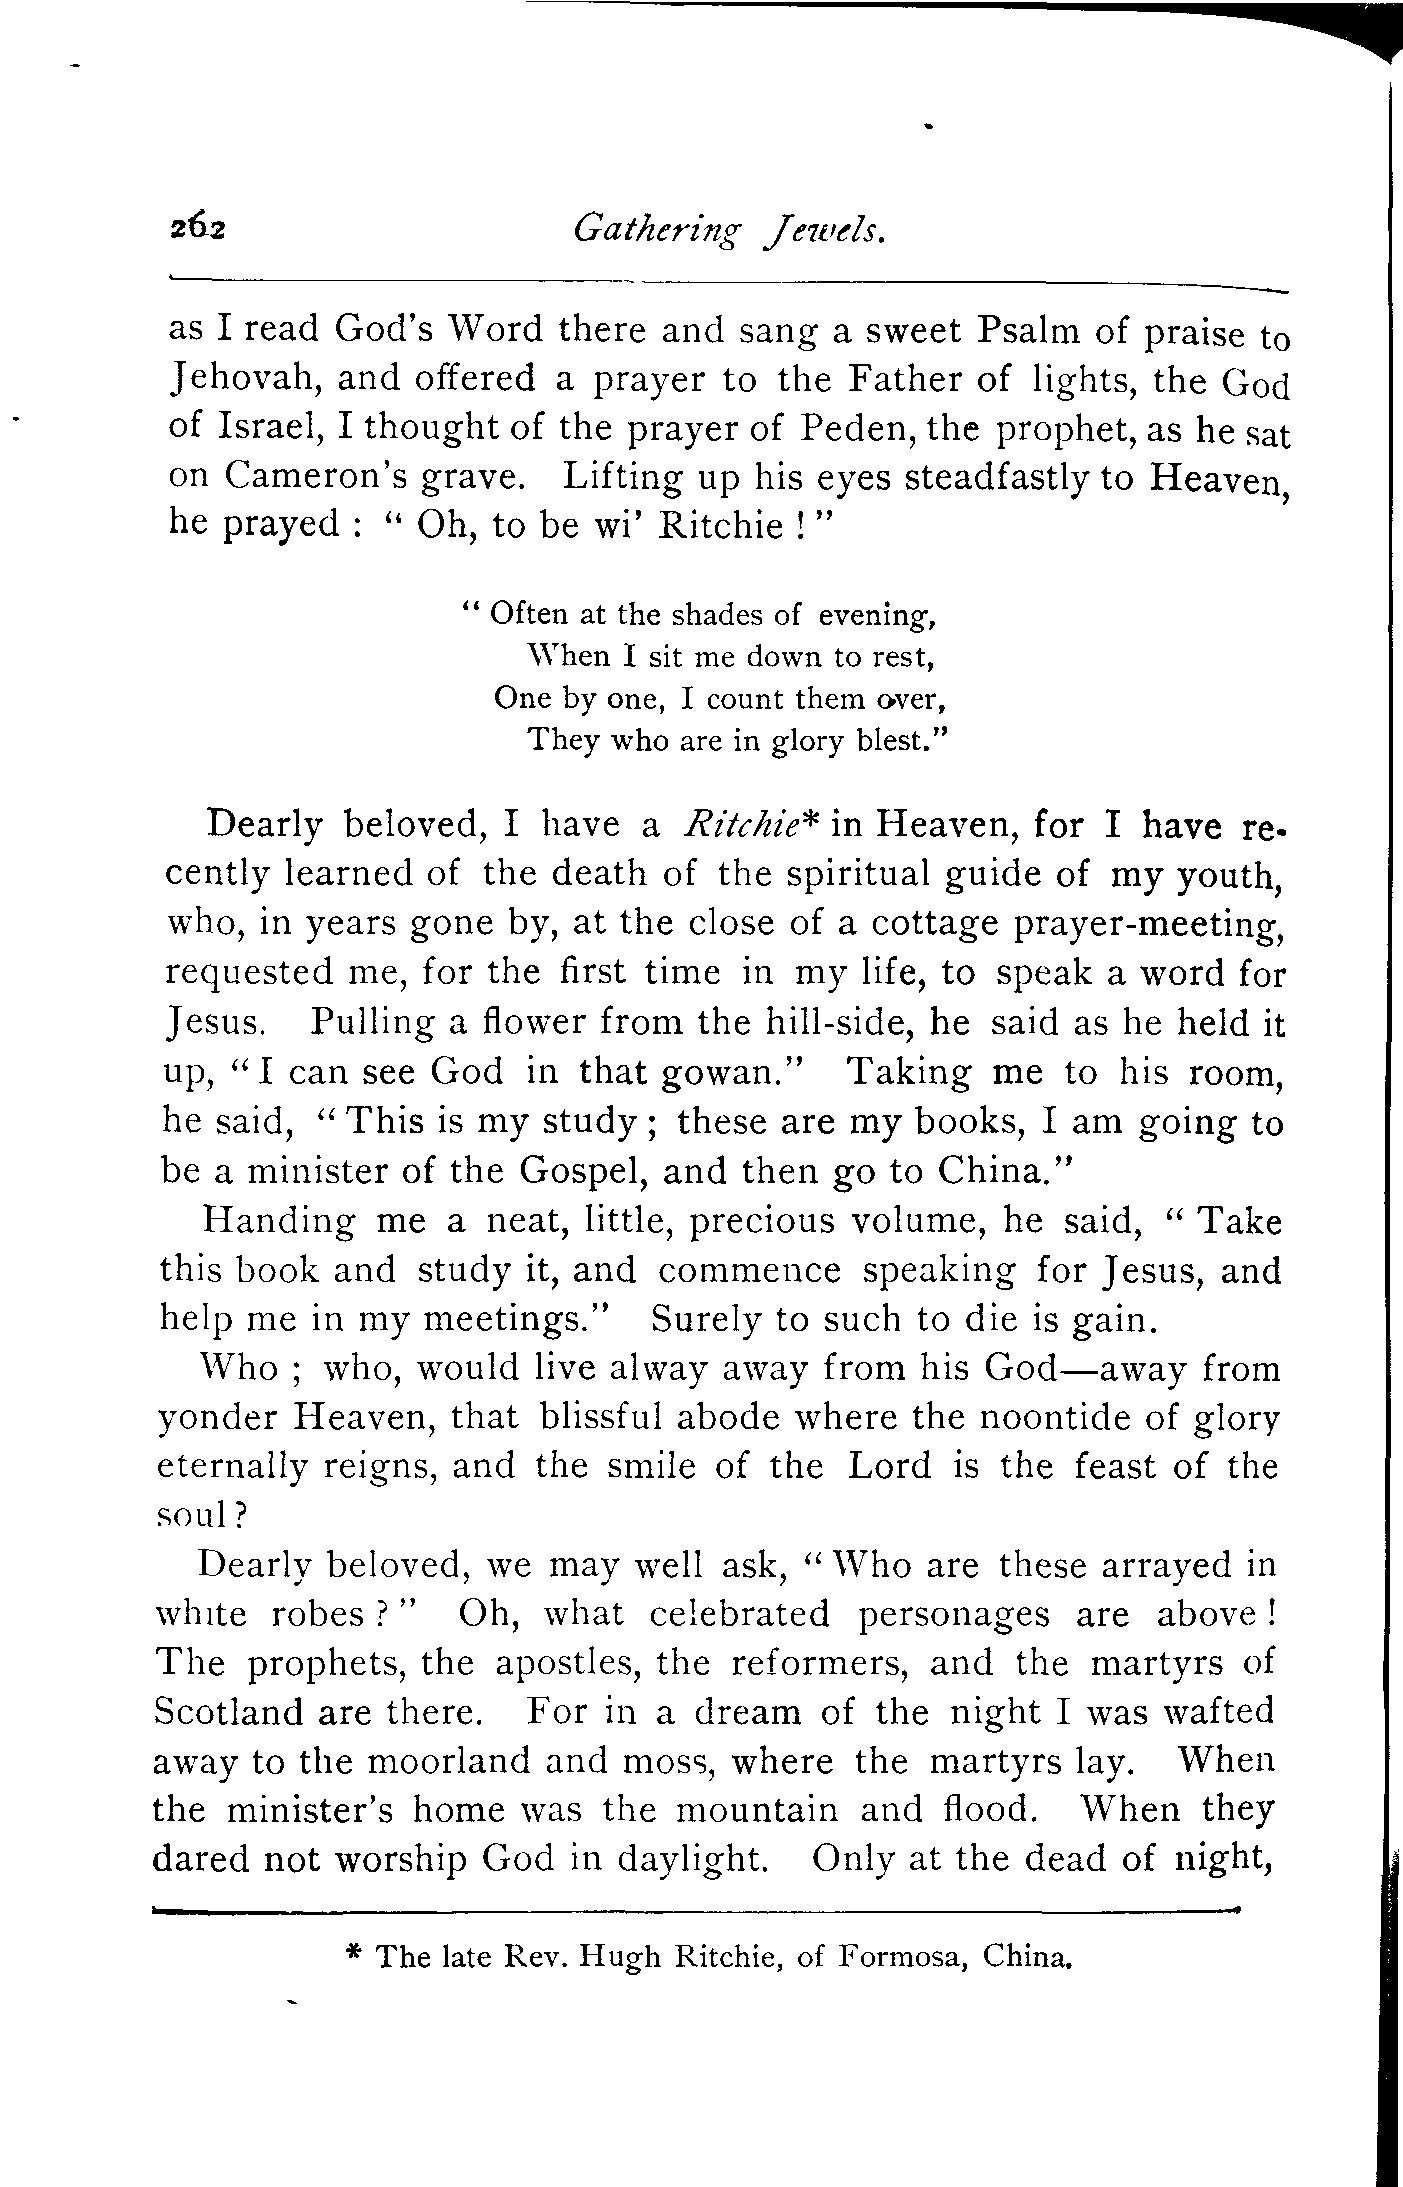 262 Gathering Jewels.
as I read God's Word there and sang a sweet Psalm of praise to
Jehovah, and offered a prayer to the Father of lights, the God
of Israel, I thought of the prayer of Peden, the prophet, as he sat
on Cameron's grave. Lifting up his eyes steadfastly to Heaven,
he prayed : " Oh, to be wi' Ritchie ! "
" Often at the shades of evening,
When I sit me down to rest,
One by one, I count them over,
They who are in glory blest."
Dearly beloved, I have a Ritchie* in Heaven, for I have re-
cently learned of the death of the spiritual guide of my youth,
who, in years gone by, at the close of a cottage prayer-meeting,
requested me, for the first time in my life, to speak a word for
Jesus. Pulling a flower from the hill-side, he said as he held it
up, " I can see God in that gowan." Taking me to his room,
he said, " This is my study ; these are my books, I am going to
be a minister of the Gospel, and then go to China."
Handing me a neat, little, precious volume, he said, " Take
this book and study it, and commence speaking for Jesus, and
help me in my meetings." Surely to such to die is gain.
Who ; who, would live alway away from his God—away from
yonder Heaven, that blissful abode where the noontide of glory
eternally reigns, and the smile of the Lord is the feast of the
soul ?
Dearly beloved, we may well ask, " Who are these arrayed in
white robes ? " Oh, what celebrated personages are above !
The prophets, the apostles, the reformers, and the martyrs of
Scotland are there. For in a dream of the night I was wafted
away to the moorland and moss, where the martyrs lay. When
the minister's home was the mountain and flood. When they
dared not worship God in daylight. Only at the dead of night,
* The late Rev. Hugh Ritchie, of Formosa, China.